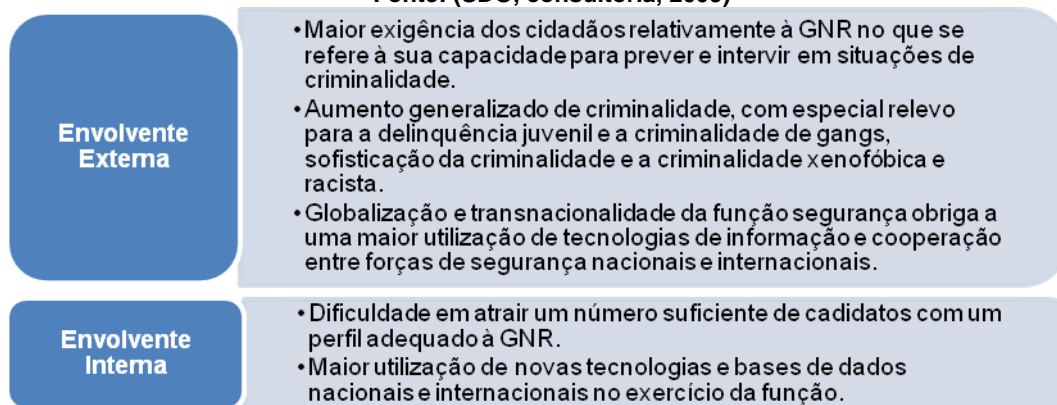 Envolvente
Externa
•Maior exigência dos cidadãos relativamente à GNR no que se
refere à sua capacidade para prever e intervir em situações de
criminalidade.
•Aumento generalizado de criminalidade, com especial relevo
para a delinquência juvenil e a criminalidade de gangs,
sofisticação da criminalidade e a criminalidade xenofóbica e
racista.
•Globalização e transnacionalidade da função segurança obriga a
uma maior utilização de tecnologias de informação e cooperação
entre forças de segurança nacionais e internacionais.
Envolvente
Interna
•Dificuldade em atrair um número suficiente de cadidatos com um
perfil adequado à GNR.
•Maior utilização de novas tecnologias e bases de dados
nacionais e internacionais no exercício da função.